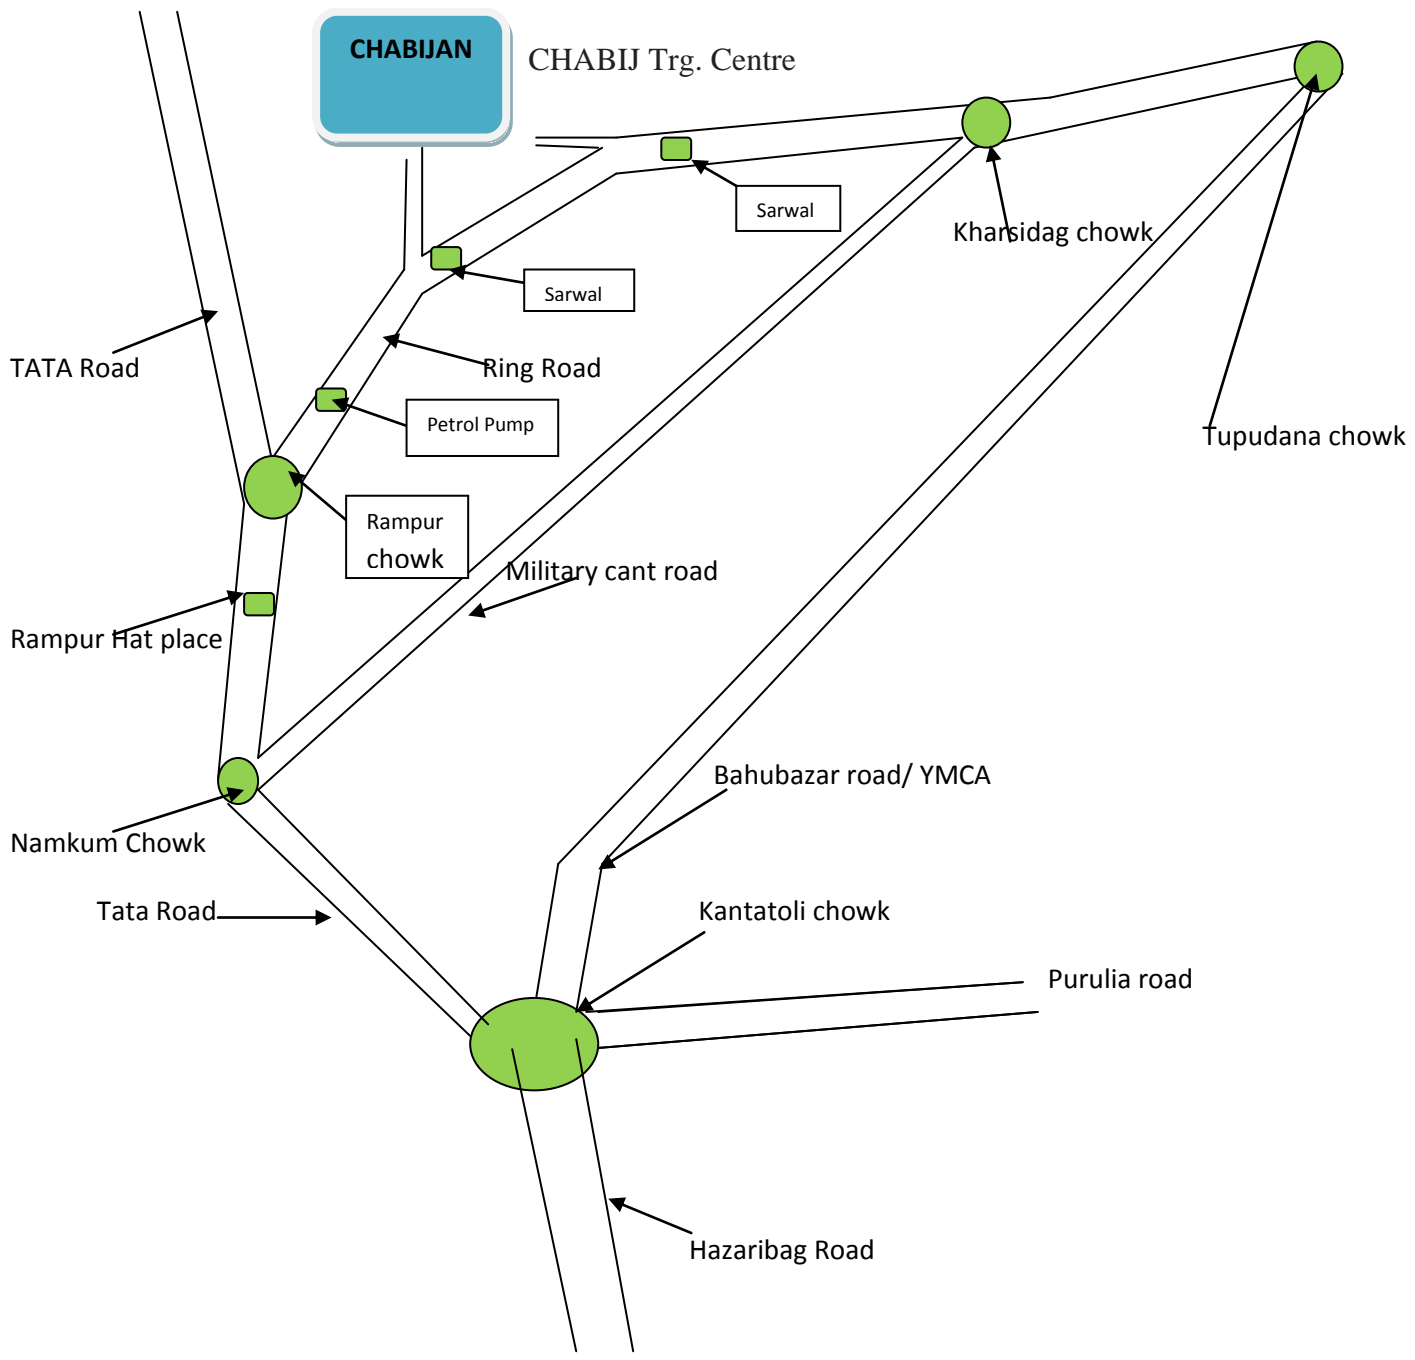 CHABIJAN
CHABIJ Trg. Centre
Sarwal
Kharsidag chowk
Sarwal
TATA Road
Ring Road
Petrol Pump
Tupudana chowk
Rampur
chowk
Military cant road
Rampur Hat place
Bahubazar road/ YMCA
Namkum Chowk
Tata Road
Kantatoli chowk
Purulia road
Hazaribag Road